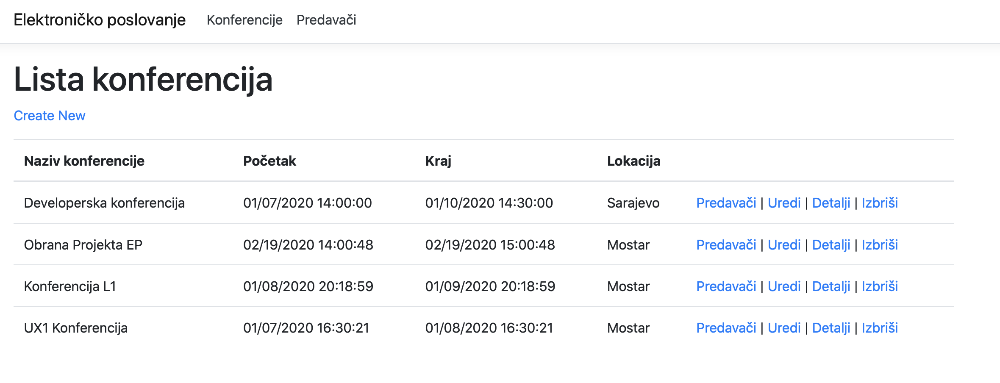 Elektroničko poslovanje Konferencije Predavači
Lista konferencija
Create New
Naziv konferencije Početak Kraj Lokacija
Developerska konferencija 01/07/2020 14:00:00 01/10/2020 14:30:00 Sarajevo Predavači | Uredi | Detalji | Izbriši
Obrana Projekta EP 02/19/2020 14:00:48 02/19/2020 15:00:48 Mostar Predavači | Uredi | Detalji | Izbriši
Konferencija L1 01/08/2020 20:18:59 01/09/2020 20:18:59 Mostar Predavači | Uredi | Detalji | Izbriši
UX1 Konferencija 01/07/2020 16:30:21 01/08/2020 16:30:21 Mostar Predavači | Uredi | Detalji | Izbriši